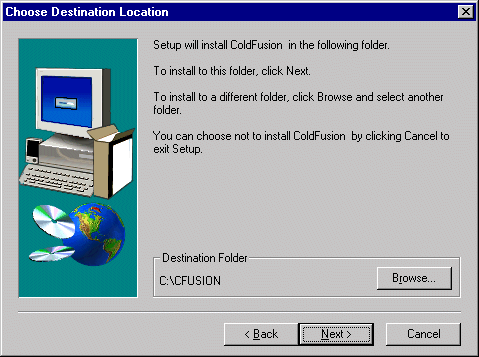 Choose Destination Location
Setup will install ColdFusion  in the following folder.
To install to this folder, click Next.
To install to a different folder, click Browse and select another
folder.
You can choose not to install ColdFusion  by clicking Cancel to
exit Setup.
Destination Folder
C:\CFUSION
Browse...
< Back
Next >
Cancel